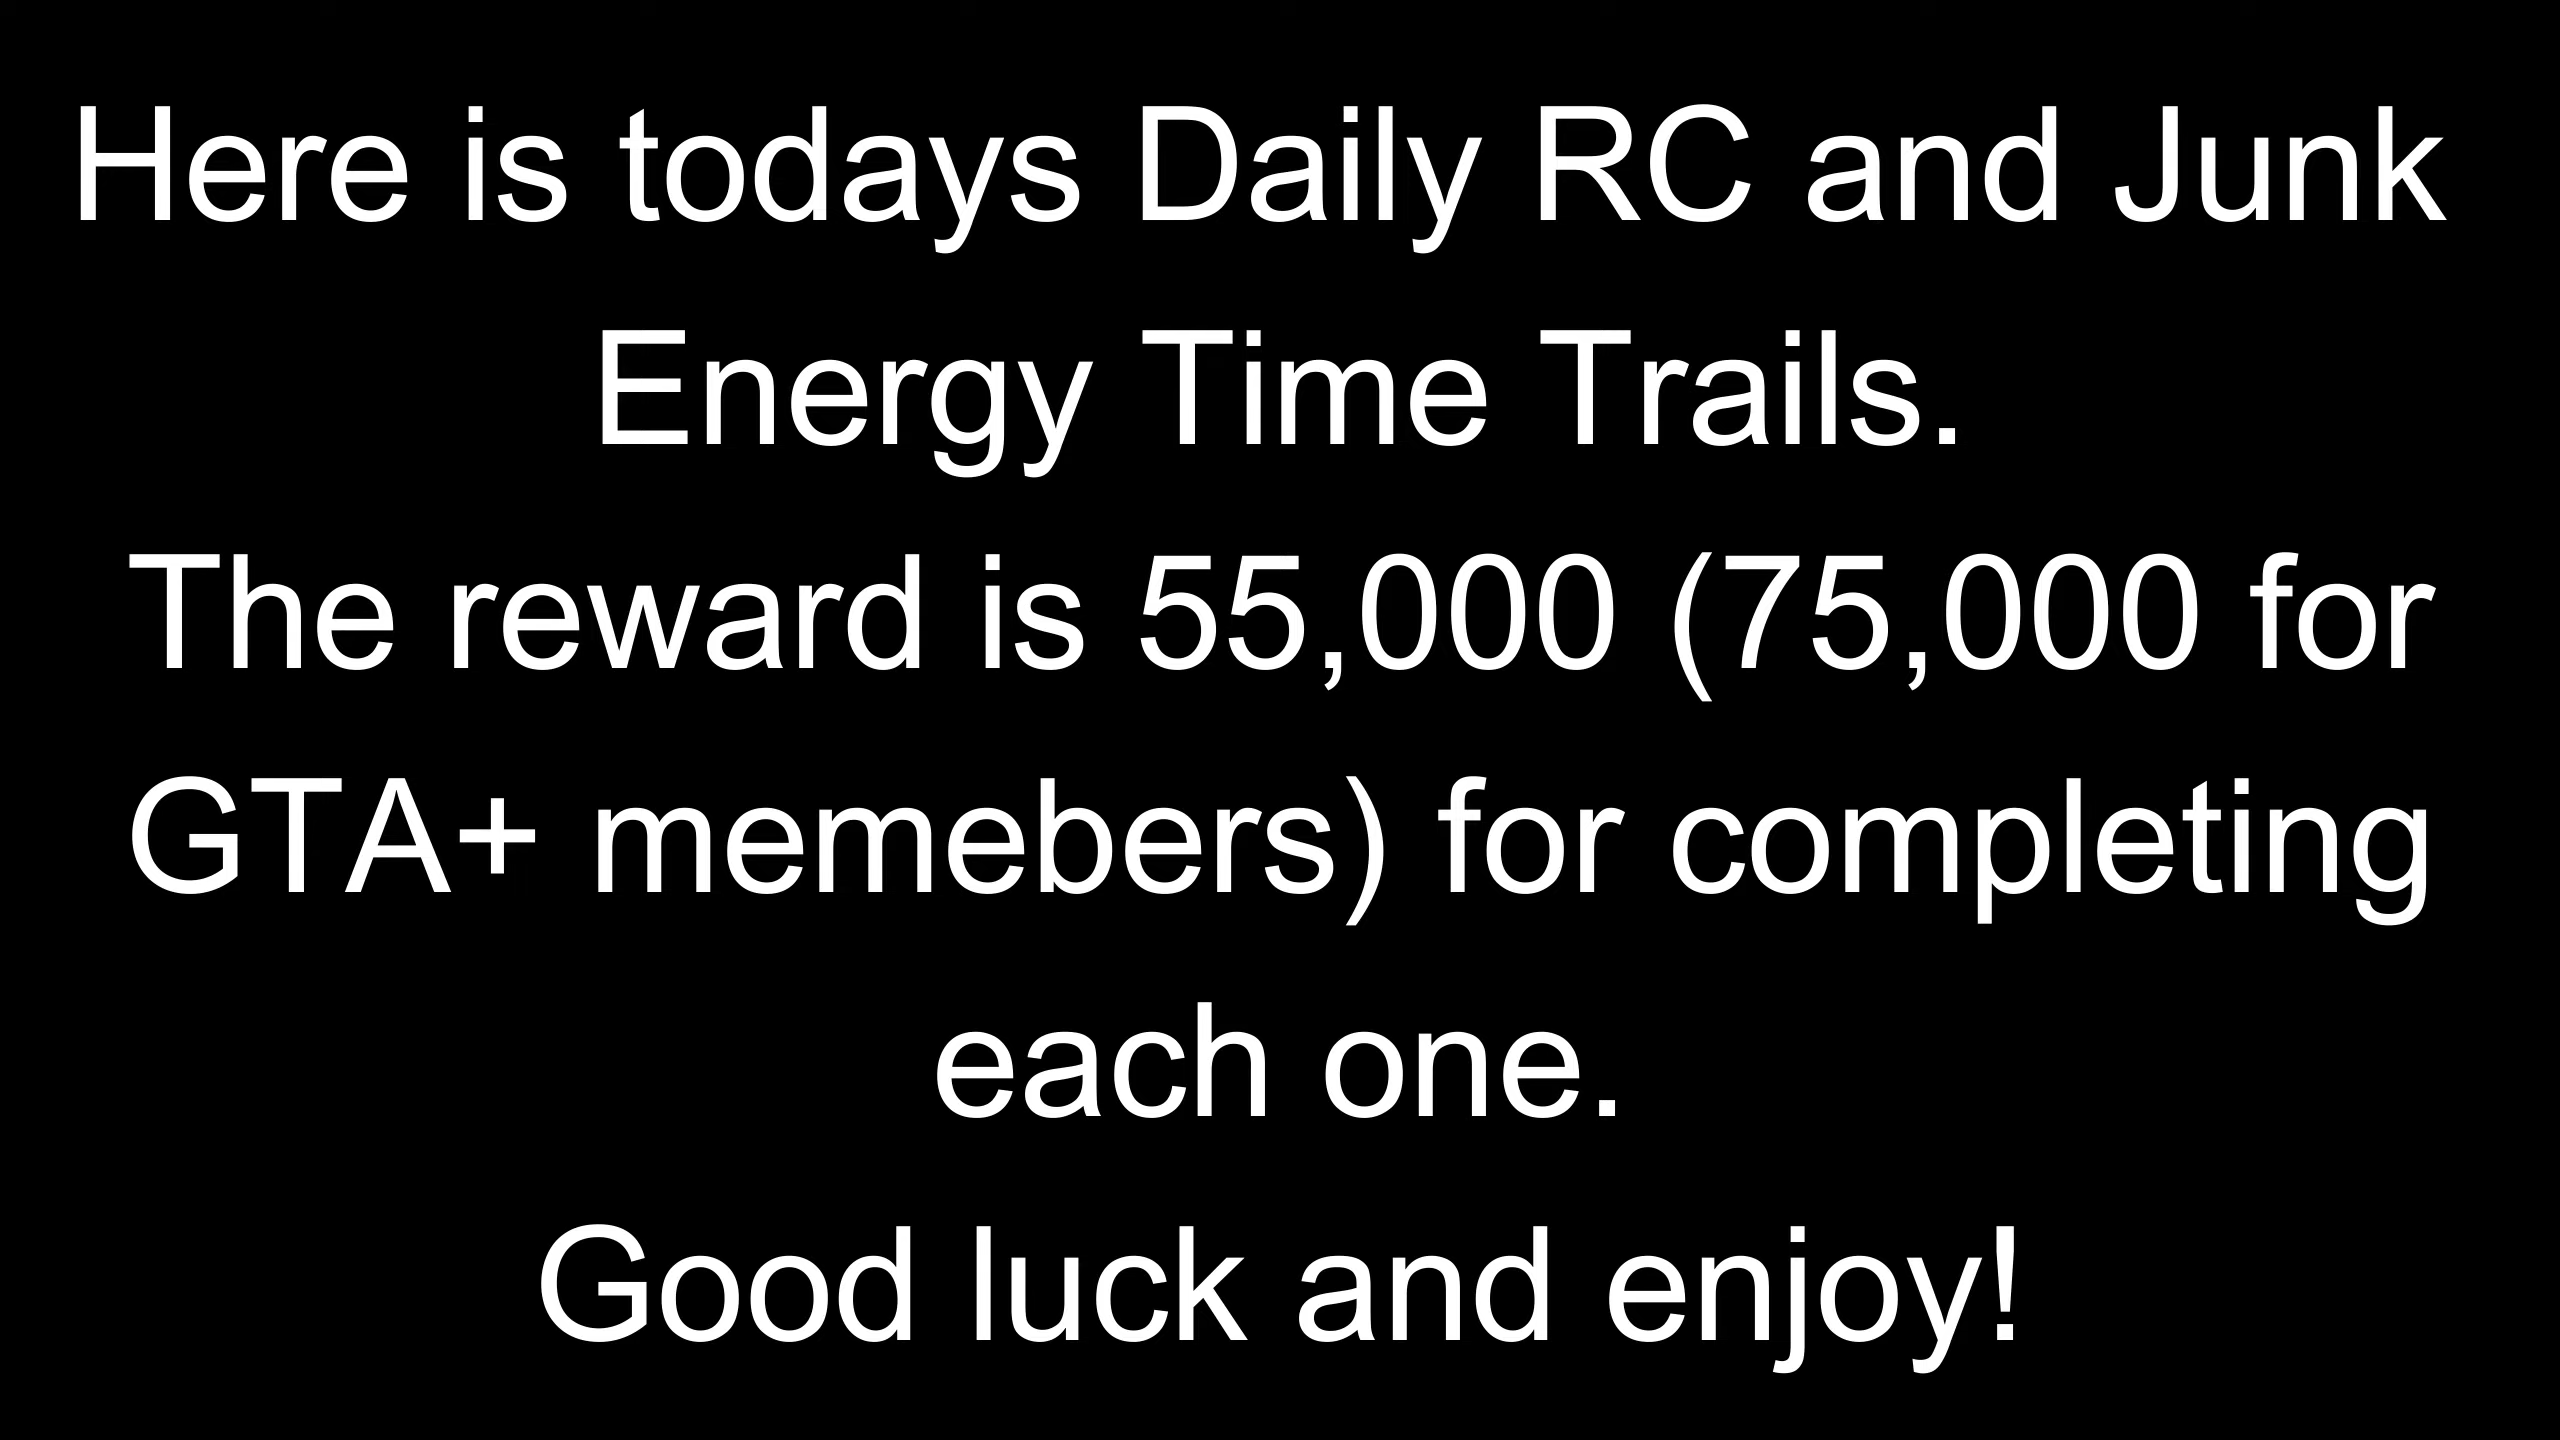 Here is todays Daily RC and Junk
Energy Time Trails.
The reward is 55,000 (75,000 for
GTA+ memebers) for completing
each one.
Good luck and enjoy!